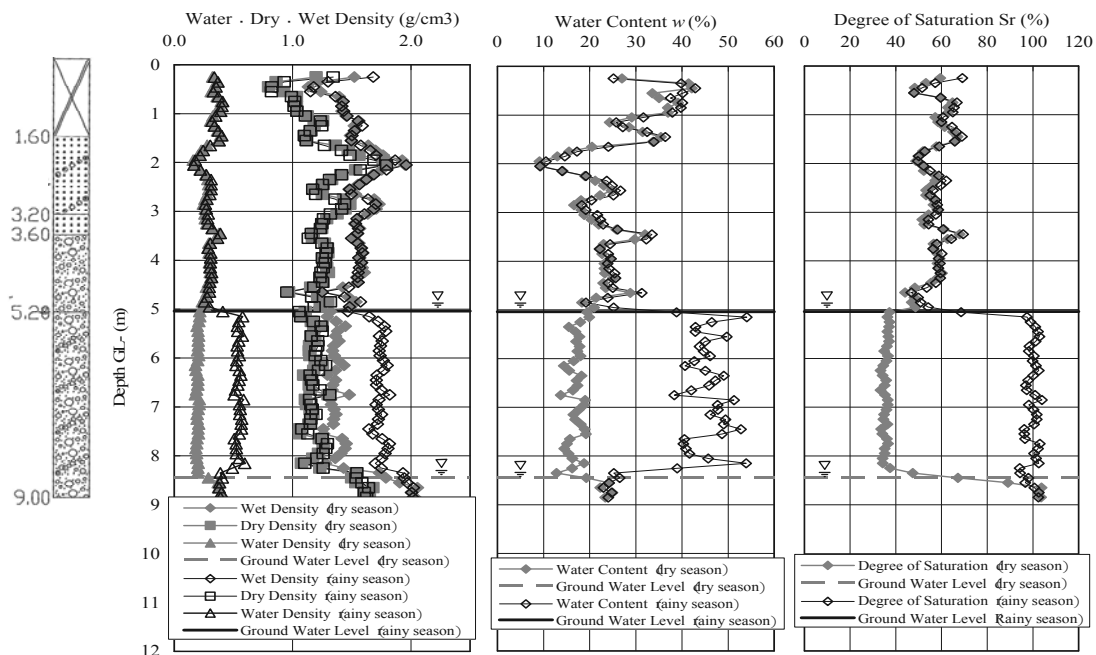 Water . Dry . Wet Density (g/cm3)
0.0 1.0 2.0
Water Content w (%)
0 10 20 30 40 50 60
Degree of Saturation Sr (%)
0 20 40 60 80 100 120
Depth GL- (m)
0
1
2
3
4
5
6
7
8
9
10
11
12
1.60
3.20
3.60
5.20
9.00
Wet Density (dry season)
Dry Density (dry season)
Water Density (dry season)
Ground Water Level (dry season)
Wet Density (rainy season)
Dry Density (rainy season)
Water Density (rainy season)
Ground Water Level (rainy season)
Water Content (dry season)
Ground Water Level (dry season)
Water Content (rainy season)
Ground Water Level (rainy season)
Degree of Saturation (dry season)
Ground Water Level (dry season)
Degree of Saturation (rainy season)
Ground Water Level (Rainy season)